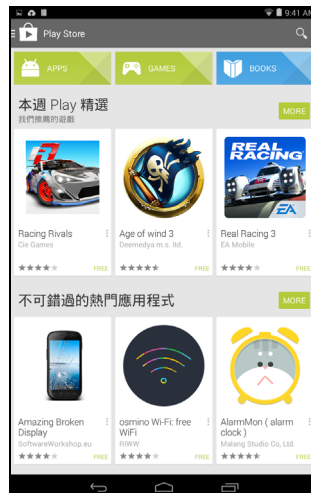 9:41 AM
Play Store
APPS
GAMES
BOOKS
本週 Play 精選
我們推薦的遊戲
MORE
REAL
RACING
EA
Racing Rivals
Cie Games
FREE
Age of wind 3
Deemedya m.s. ltd.
FREE
Real Racing 3
EA Mobile
FREE
不可錯過的熱門應用程式
MORE
Amazing Broken
Display
SoftwareWorkshop.eu
FREE
osmino Wi-Fi: free
WiFi
RIWW
FREE
AlarmMon ( alarm
clock )
Malang Studio Co, Ltd.
FREE